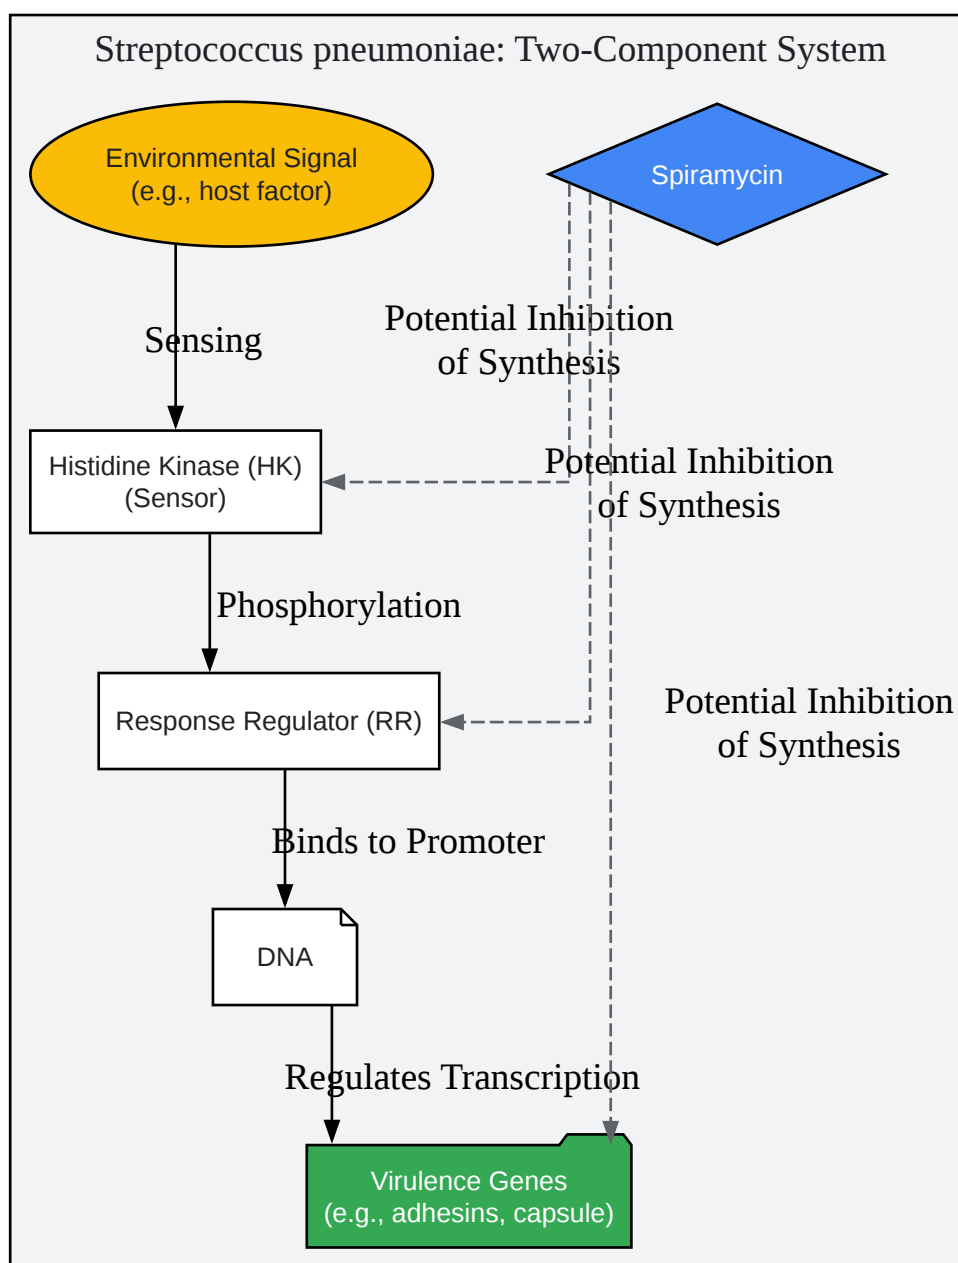 Streptococcus pneumoniae: Two-Component System
Environmental Signal
(e.g., host factor)
Spiramycin
Sensing
Potential Inhibition
of Synthesis
Histidine Kinase (HK)
(Sensor)
Potential Inhibition
of Synthesis
Phosphorylation
Response Regulator (RR)
Potential Inhibition
of Synthesis
Binds to Promoter
DNA
Regulates Transcription
Virulence Genes
(e.g., adhesins, capsule)